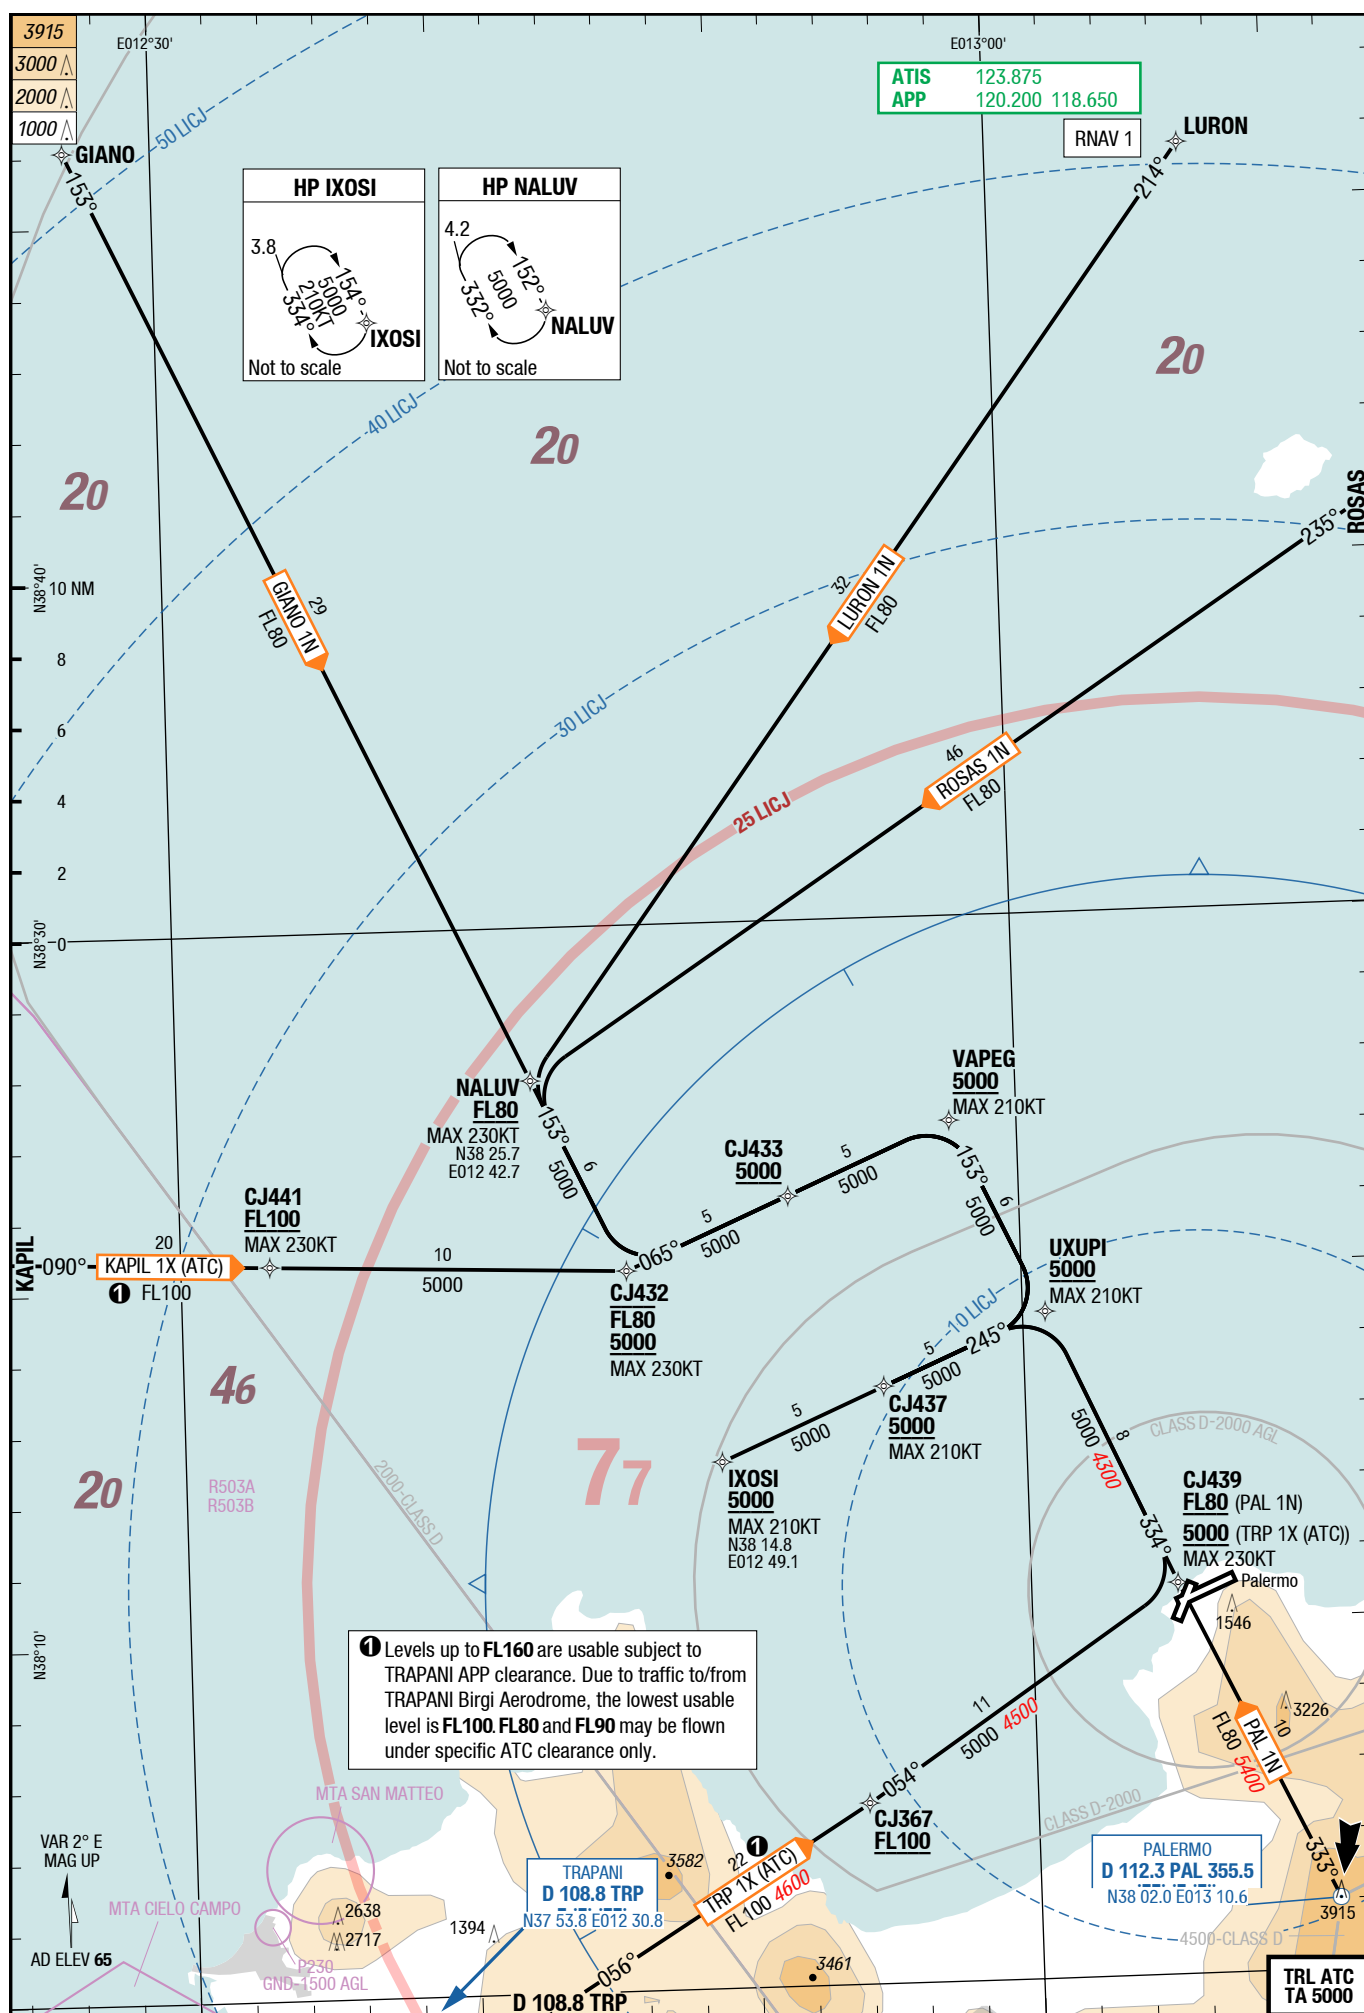 3915
3000
2000
1000
E012°30'
E013°00'
ATIS 123.875
APP 120.200 118.650
RNAV 1
LURON
214°
GIANO
153°
50 LICJ
HP IXOSI
3.8
154°
5000
210KT
334°
IXOSI
Not to scale
HP NALUV
4.2
152°
5000
332°
NALUV
Not to scale
20
40 LICJ
20
20
ROSAS
235°
N38°40'
10 NM
8
6
4
2
0
N38°30'
29
GIANO 1N
FL80
32
LURON 1N
FL80
30 LICJ
46
ROSAS 1N
FL80
25 LICJ
NALUV
FL80
MAX 230KT
N38 25.7
E012 42.7
153°
6
5000
VAPEG
5000
MAX 210KT
CJ433
5000
5
5000
153°
6
5000
CJ441
FL100
MAX 230KT
KAPIL
090°
20
KAPIL 1X (ATC)
1 FL100
10
5000
065°
5
5000
CJ432
FL80
5000
MAX 230KT
UXUPI
5000
MAX 210KT
10 LICJ
245°
5
5000
CJ437
5000
MAX 210KT
5
5000
IXOSI
5000
MAX 210KT
N38 14.8
E012 49.1
46
20
77
R503A
R503B
2000-CLASS D
8
5000 4300
CLASS D-2000 AGL
334°
CJ439
FL80 (PAL 1N)
5000 (TRP 1X (ATC))
MAX 230KT
Palermo
1546
N38°10'
1 Levels up to FL160 are usable subject to
TRAPANI APP clearance. Due to traffic to/from
TRAPANI Birgi Aerodrome, the lowest usable
level is FL100. FL80 and FL90 may be flown
under specific ATC clearance only.
11
5000 4500
054°
CJ367
FL100
3226
10
PAL 1N
FL80 5400
333°
CLASS D-2000
MTA SAN MATTEO
VAR 2° E
MAG UP
MTA CIELO CAMPO
AD ELEV 65
2638
2717
P230
GND-1500 AGL
1394
TRAPANI
D 108.8 TRP
N37 53.8 E012 30.8
3582
1
22
TRP 1X (ATC)
FL100 4600
056°
D 108.8 TRP
3461
PALERMO
D 112.3 PAL 355.5
N38 02.0 E013 10.6
3915
4500-CLASS D
TRL ATC
TA 5000